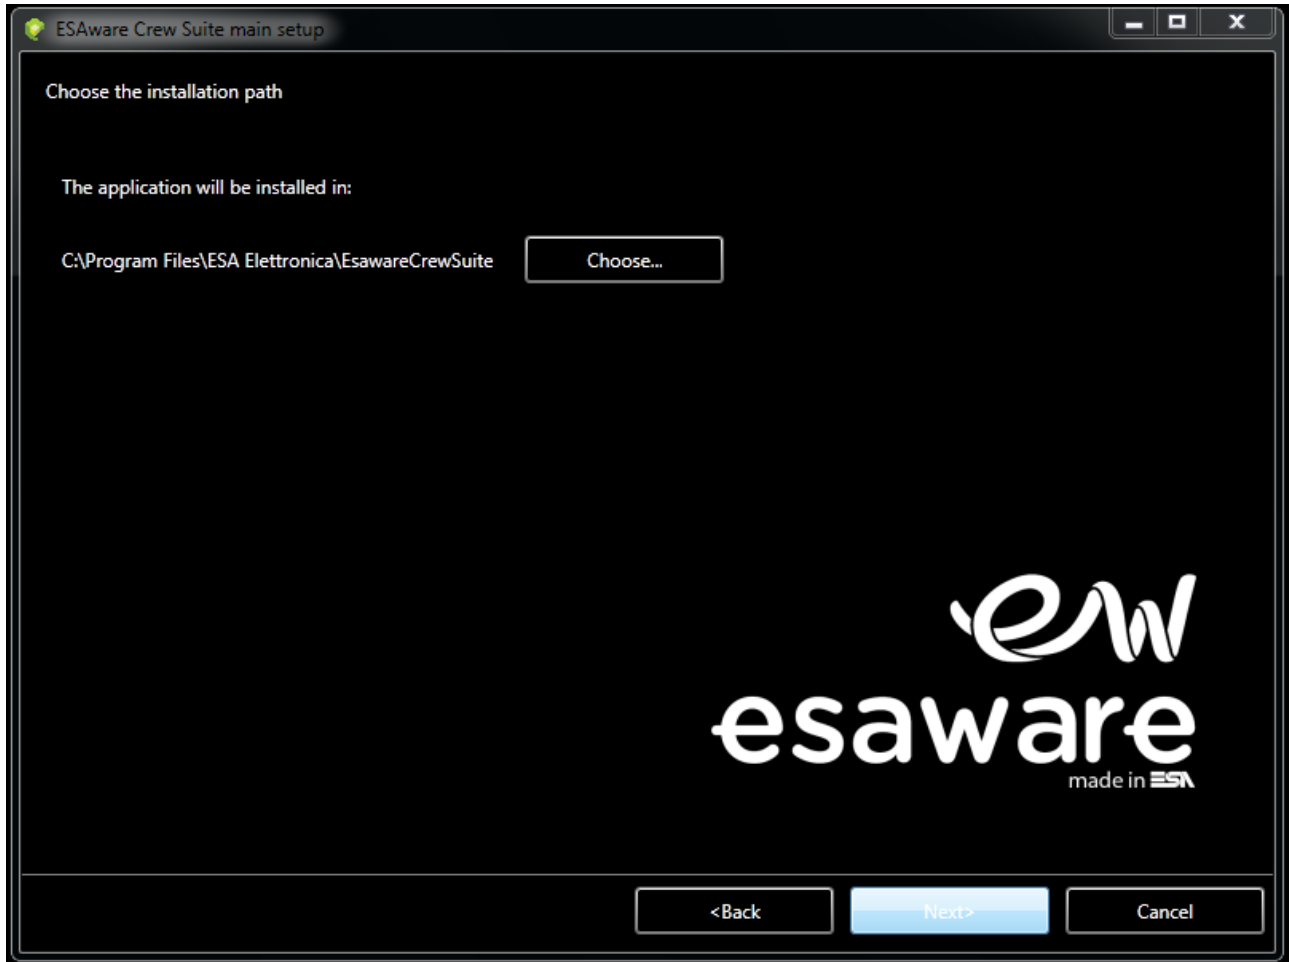 ESAware Crew Suite main setup
Choose the installation path
The application will be installed in:
C:\Program Files\ESA Elettronica\EsawareCrewSuite Choose...
ew
esaware
made in ESA
<Back Next> Cancel